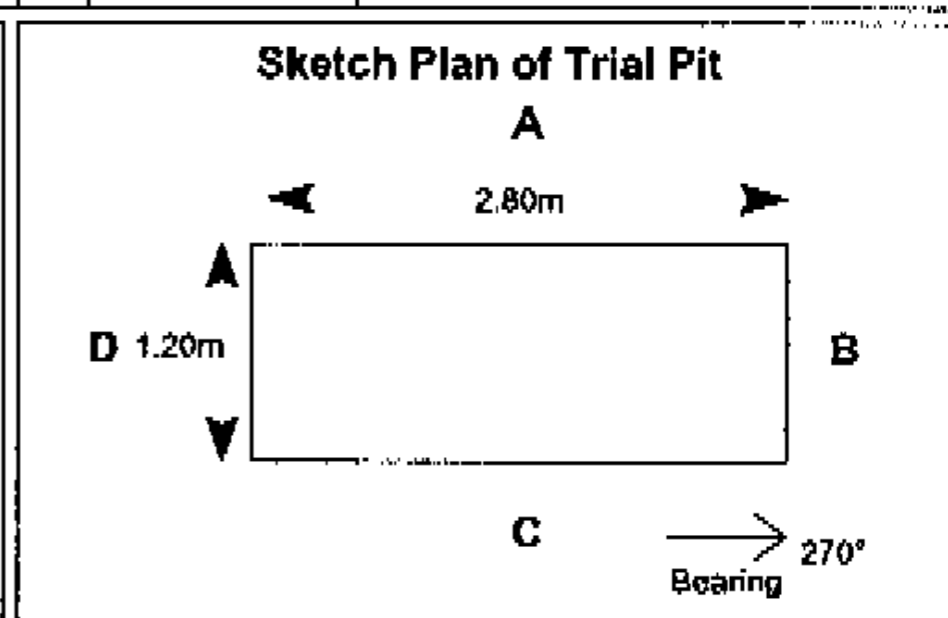 Sketch Plan of Trial Pit
A
2.80m
D 1.20m
B
C
270°
Bearing